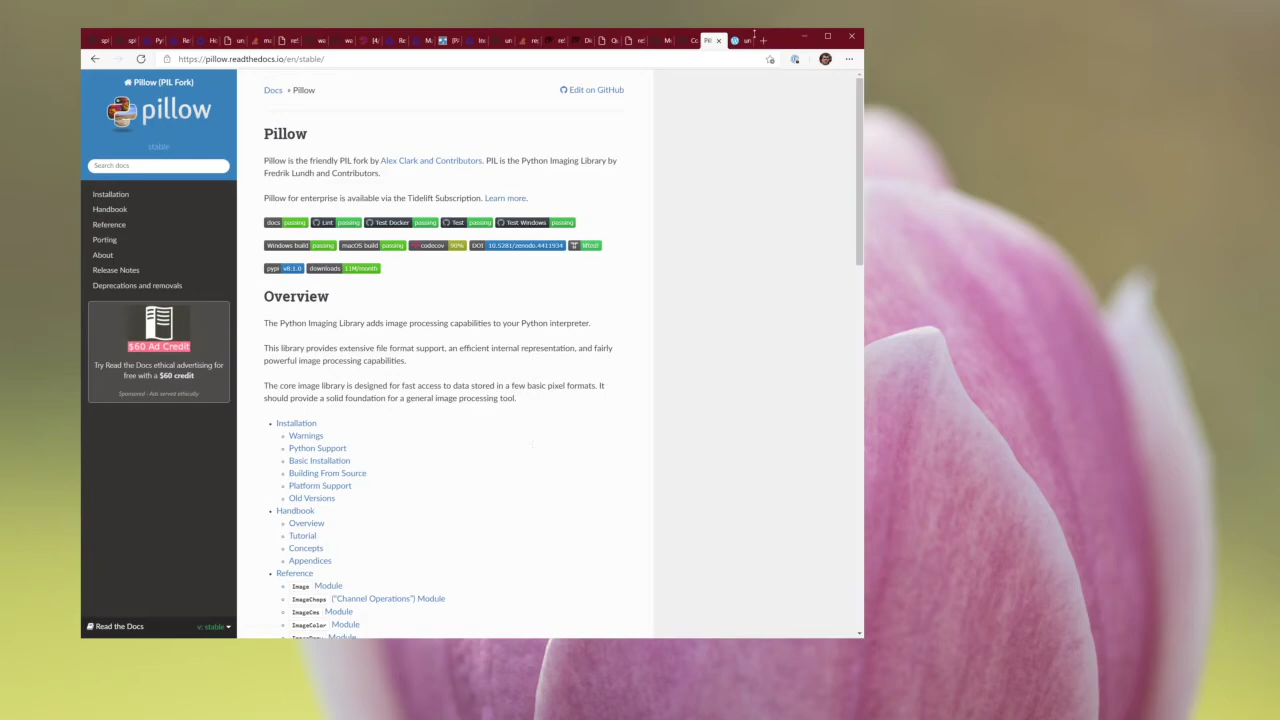 https://pillow.readthedocs.io/en/stable/
Pillow (PIL Fork)
pillow
stable
Search docs
Installation
Handbook
Reference
Porting
About
Release Notes
Deprecations and removals
$60 Ad Credit
Try Read the Docs ethical advertising for
free with a $60 credit
Sponsored · Ads served ethically
Read the Docs
v: stable
Docs » Pillow
Edit on GitHub
Pillow
Pillow is the friendly PIL fork by Alex Clark and Contributors. PIL is the Python Imaging Library by
Fredrik Lundh and Contributors.
Pillow for enterprise is available via the Tidelift Subscription. Learn more.
docs passing Lint passing Test Docker passing Test passing Test Windows passing
Windows build passing macOS build passing codecov 90% DOI 10.5281/zenodo.4411934 lifted!
pypi v8.1.0 downloads 11M/month
Overview
The Python Imaging Library adds image processing capabilities to your Python interpreter.
This library provides extensive file format support, an efficient internal representation, and fairly
powerful image processing capabilities.
The core image library is designed for fast access to data stored in a few basic pixel formats. It
should provide a solid foundation for a general image processing tool.
Installation
Warnings
Python Support
Basic Installation
Building From Source
Platform Support
Old Versions
Handbook
Overview
Tutorial
Concepts
Appendices
Reference
Image Module
ImageChops (“Channel Operations”) Module
ImageCms Module
ImageColor Module